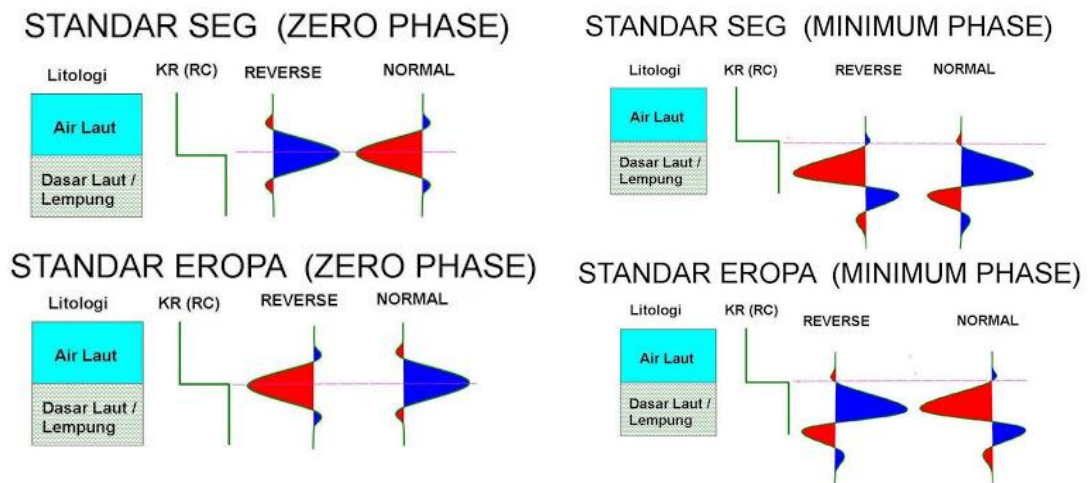 STANDAR SEG (ZERO PHASE)
Litologi
KR (RC)
REVERSE
NORMAL
Air Laut
Dasar Laut /
Lempung
STANDAR SEG (MINIMUM PHASE)
Litologi
KR (RC)
REVERSE
NORMAL
Air Laut
Dasar Laut /
Lempung
STANDAR EROPA (ZERO PHASE)
Litologi
KR (RC)
REVERSE
NORMAL
Air Laut
Dasar Laut /
Lempung
STANDAR EROPA (MINIMUM PHASE)
Litologi
KR (RC)
REVERSE
NORMAL
Air Laut
Dasar Laut /
Lempung